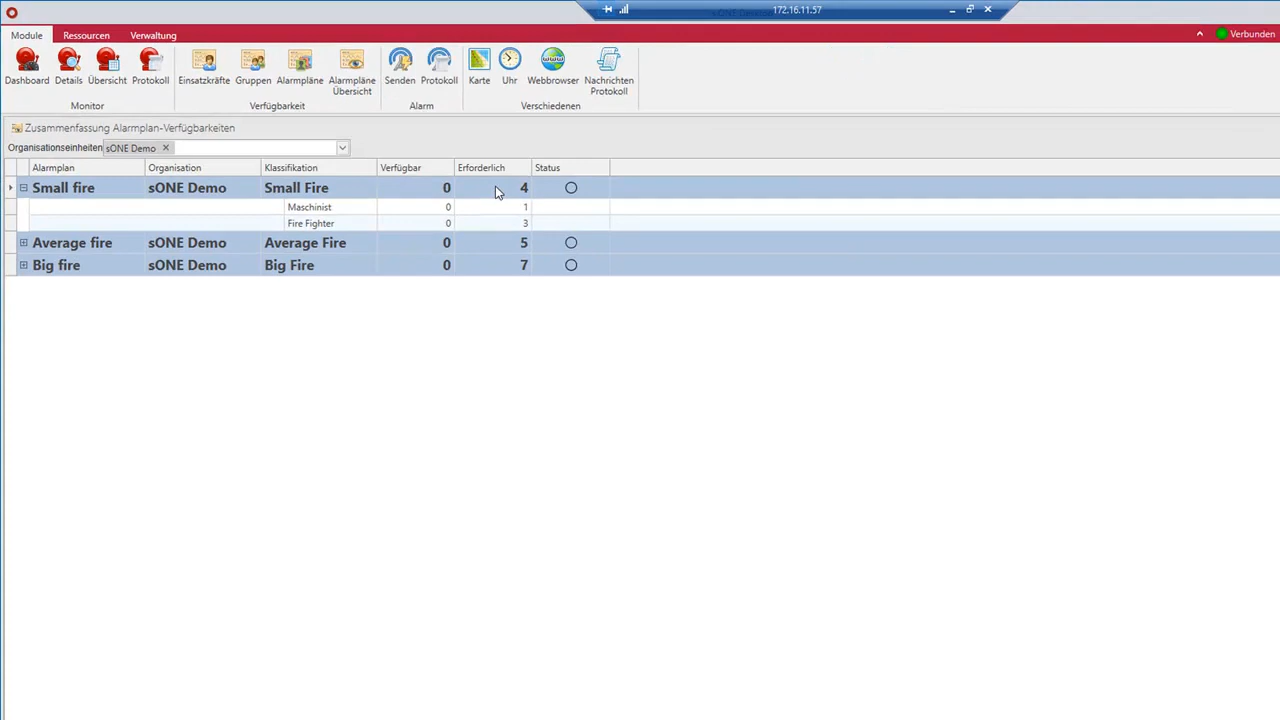 172.16.11.57
Module Ressourcen Verwaltung Verbunden
Dashboard Details Übersicht Protokoll Einsatzkräfte Gruppen Alarmpläne Alarmpläne Übersicht Senden Protokoll Karte Uhr Webbrowser Nachrichten Protokoll
Monitor Verfügbarkeit Alarm Verschiedenen
Zusammenfassung Alarmplan-Verfügbarkeiten
Organisationseinheiten sONE Demo
Alarmplan Organisation Klassifikation Verfügbar Erforderlich Status
Small fire sONE Demo Small Fire 0 4
Maschinist 0 1
Fire Fighter 0 3
Average fire sONE Demo Average Fire 0 5
Big fire sONE Demo Big Fire 0 7